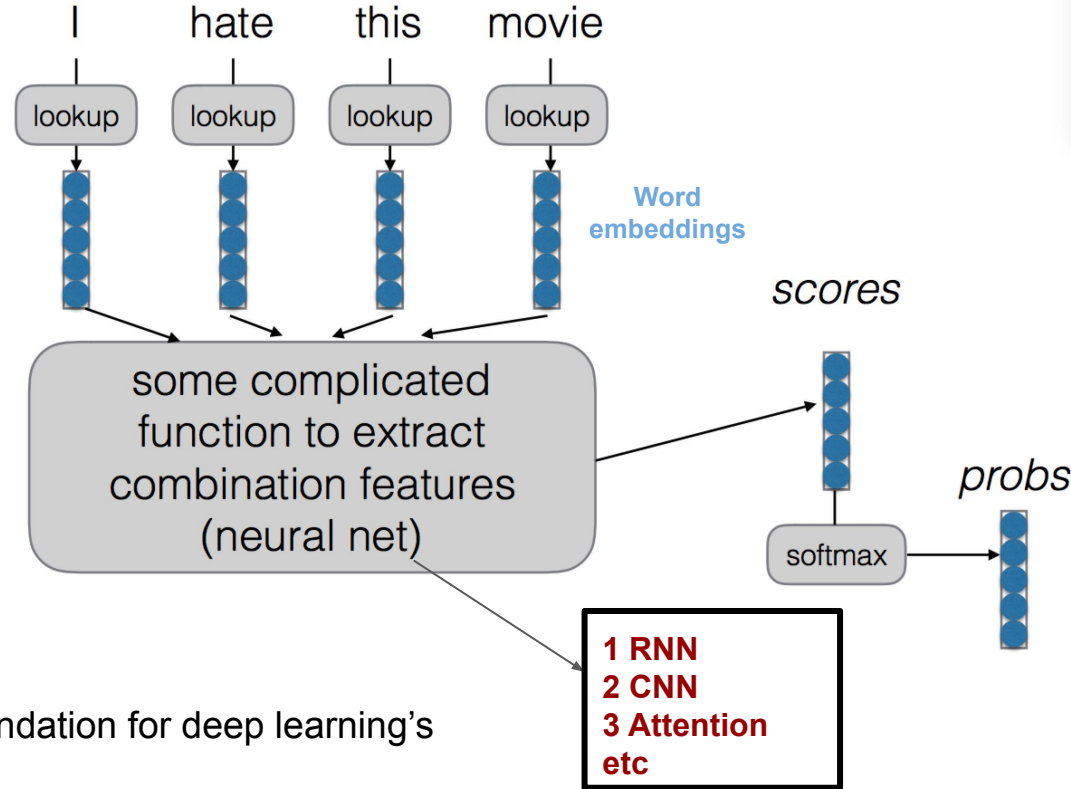 I hate this movie
lookup lookup lookup lookup
Word
embeddings
scores
some complicated
function to extract
combination features
(neural net)
probs
softmax
1 RNN
2 CNN
3 Attention
etc
for deep learning's